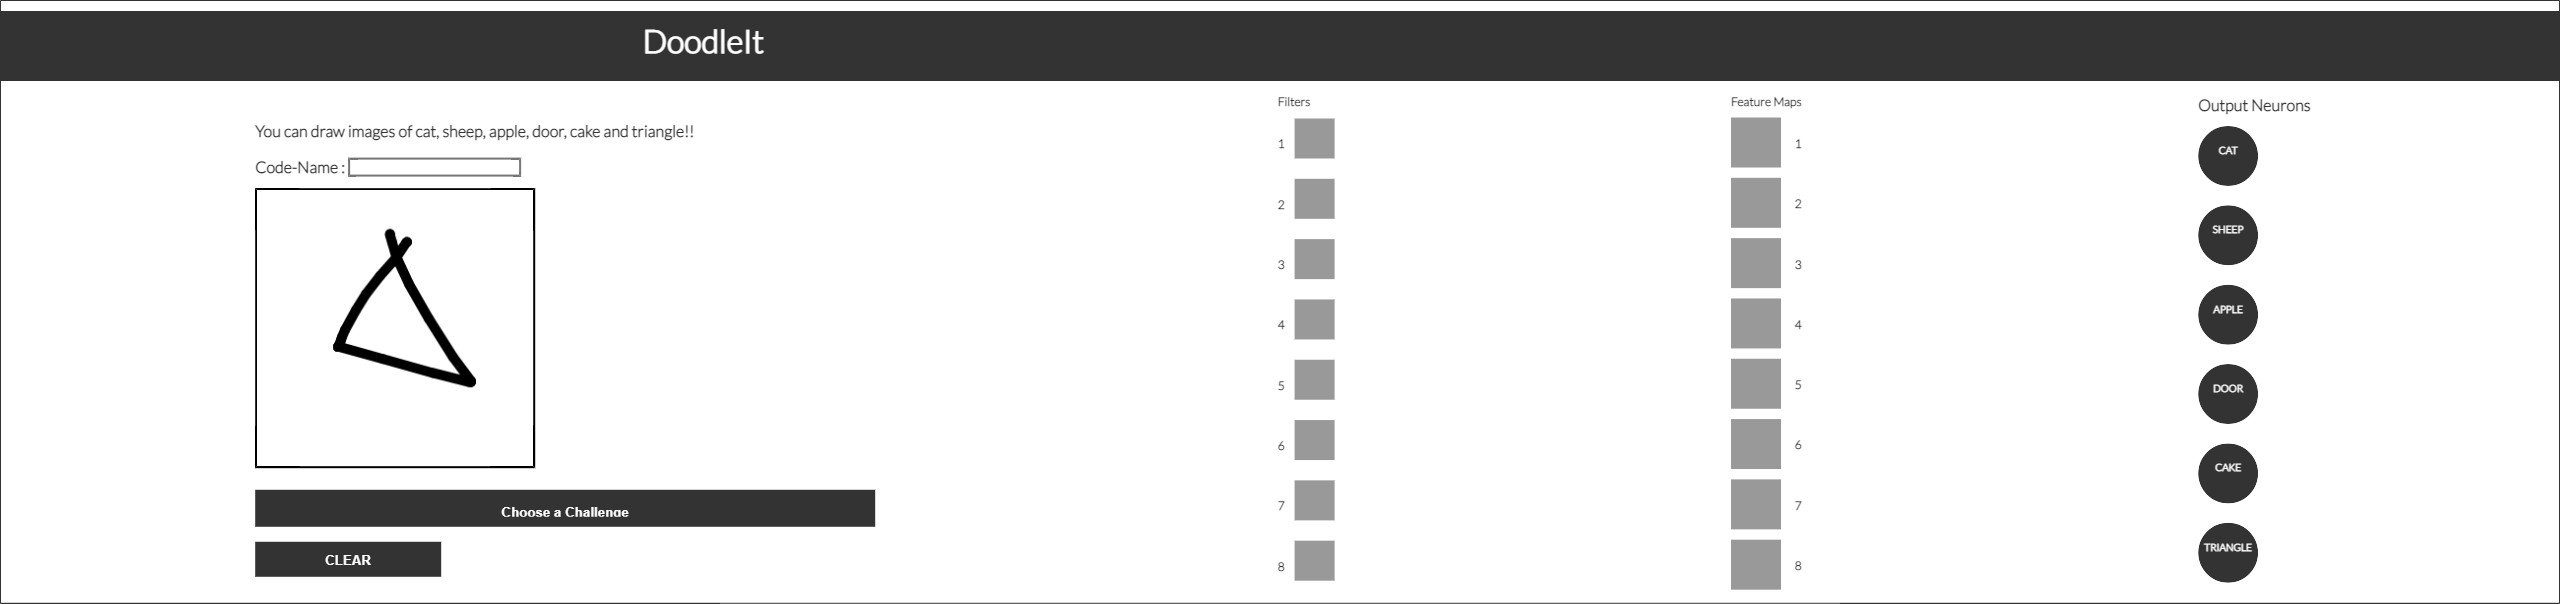 DoodleIt
You can draw images of cat, sheep, apple, door, cake and triangle!!
Code-Name :
Choose a Challenge
CLEAR
Filters
1
2
3
4
5
6
7
8
Feature Maps
1
2
3
4
5
6
7
8
Output Neurons
CAT
SHEEP
APPLE
DOOR
CAKE
TRIANGLE